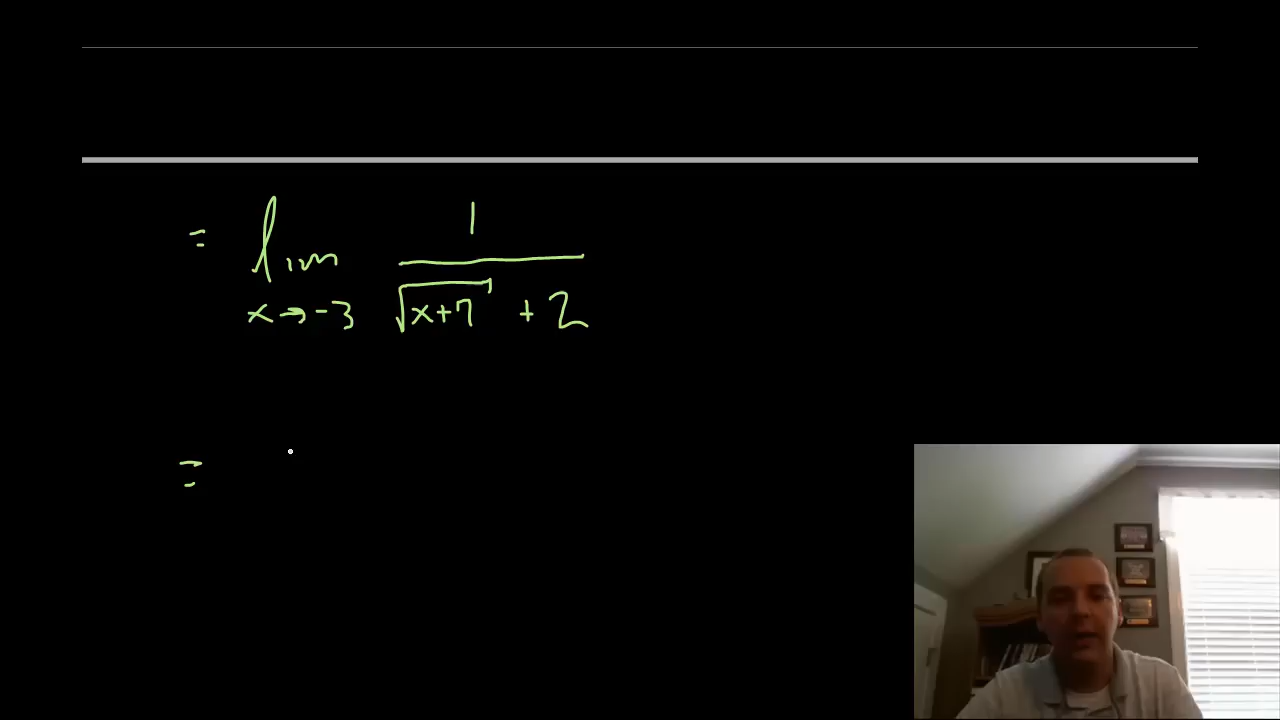 = lim 1
x→-3 √x+7 + 2
=